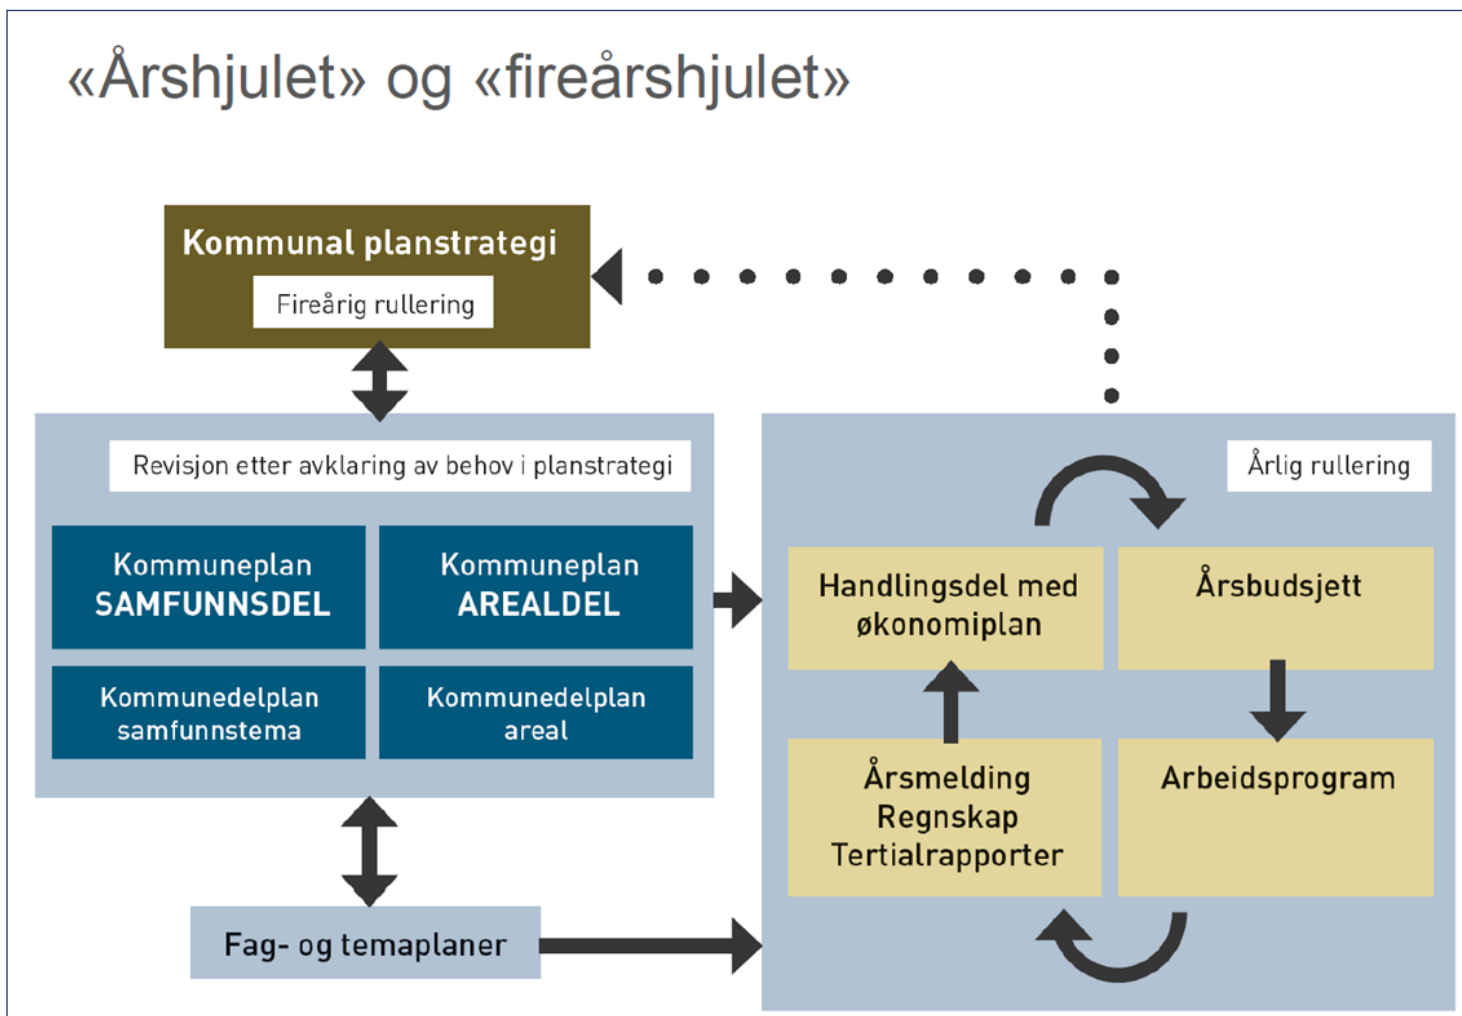 «Årshjulet» og «fireårshjulet»
Kommunal planstrategi
Fireårig rullering
Revisjon etter avklaring av behov i planstrategi
Kommuneplan
SAMFUNNSDEL
Kommuneplan
AREALDEL
Kommunedelplan
samfunnstema
Kommunedelplan
areal
Fag- og temaplaner
Årlig rullering
Handlingsdel med
økonomiplan
Årsbudsjett
Årsmelding
Regnskap
Tertialrapporter
Arbeidsprogram